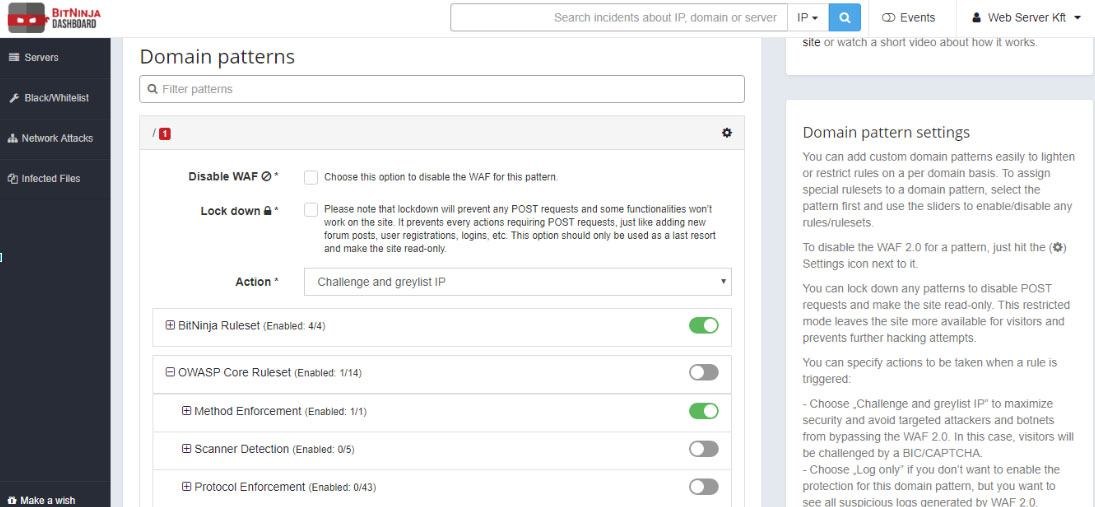 BITNINJA
DASHBOARD
Search incidents about IP, domain or server
IP
Events
Web Server Kft
Servers
Black/Whitelist
Network Attacks
Infected Files
Make a wish
Domain patterns
Filter patterns
/ 1
Disable WAF *
Choose this option to disable the WAF for this pattern.
Lock down *
Please note that lockdown will prevent any POST requests and some functionalities won't
work on the site. It prevents every actions requiring POST requests, just like adding new
forum posts, user registrations, logins, etc. This option should only be used as a last resort
and make the site read-only.
Action *
Challenge and greylist IP
BitNinja Ruleset (Enabled: 4/4)
OWASP Core Ruleset (Enabled: 1/14)
Method Enforcement (Enabled: 1/1)
Scanner Detection (Enabled: 0/5)
Protocol Enforcement (Enabled: 0/43)
site or watch a short video about how it works.
Domain pattern settings
You can add custom domain patterns easily to lighten
or restrict rules on a per domain basis. To assign
special rulesets to a domain pattern, select the
pattern first and use the sliders to enable/disable any
rules/rulesets.
To disable the WAF 2.0 for a pattern, just hit the ( )
Settings icon next to it.
You can lock down any patterns to disable POST
requests and make the site read-only. This restricted
mode leaves the site more available for visitors and
prevents further hacking attempts.
You can specify actions to be taken when a rule is
triggered:
- Choose „Challenge and greylist IP” to maximize
security and avoid targeted attackers and botnets
from bypassing the WAF 2.0. In this case, visitors will
be challenged by a BIC/CAPTCHA.
- Choose „Log only” if you don't want to enable the
protection for this domain pattern, but you want to
see all suspicious logs generated by WAF 2.0.